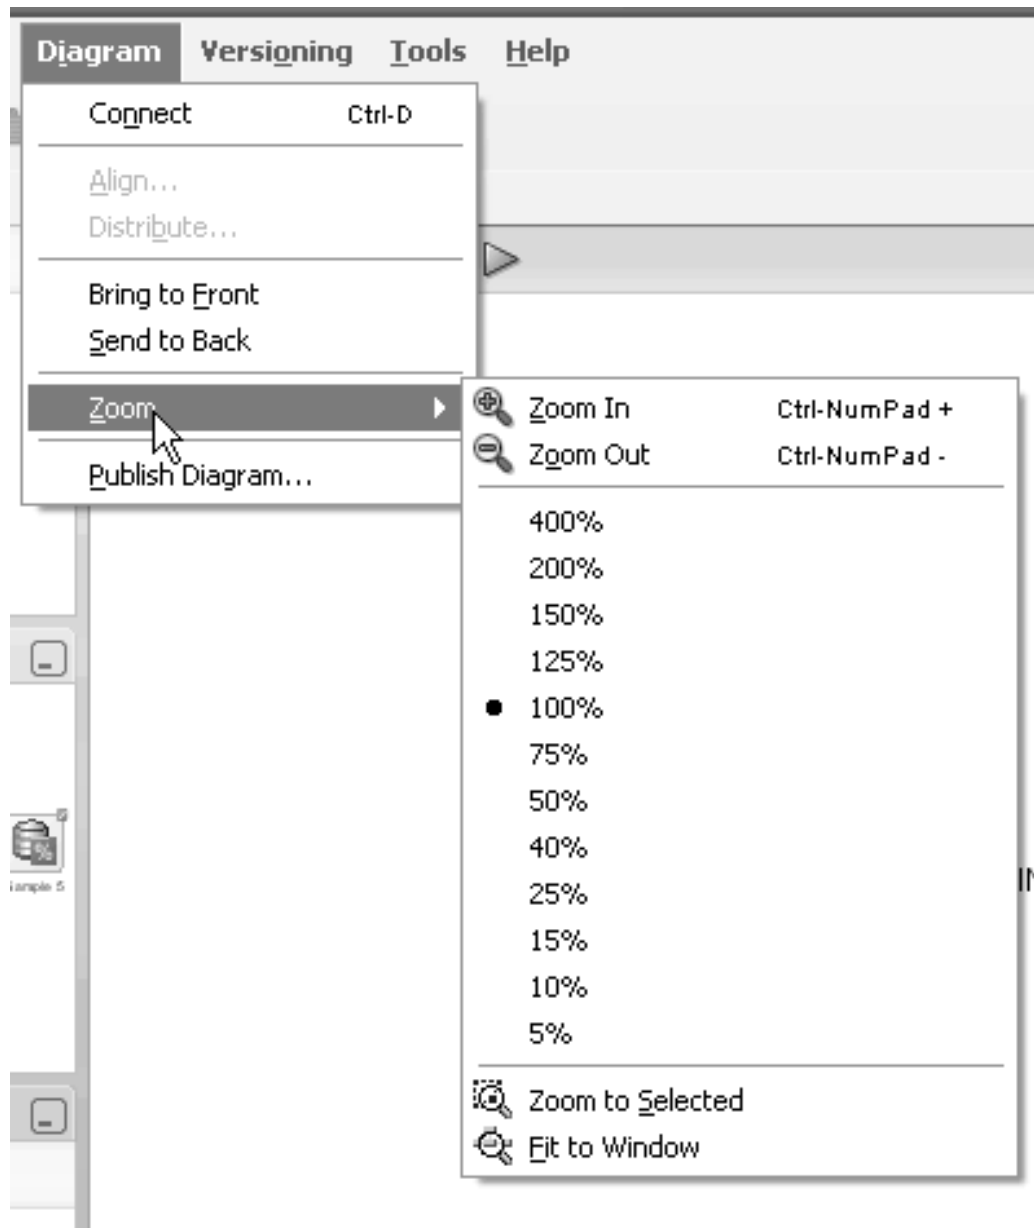 Diagram Versioning Tools Help
Connect Ctrl-D
Align...
Distribute...
Bring to Front
Send to Back
Zoom
Publish Diagram...
Zoom In Ctrl-NumPad +
Zoom Out Ctrl-NumPad -
400%
200%
150%
125%
100%
75%
50%
40%
25%
15%
10%
5%
Zoom to Selected
Fit to Window
%